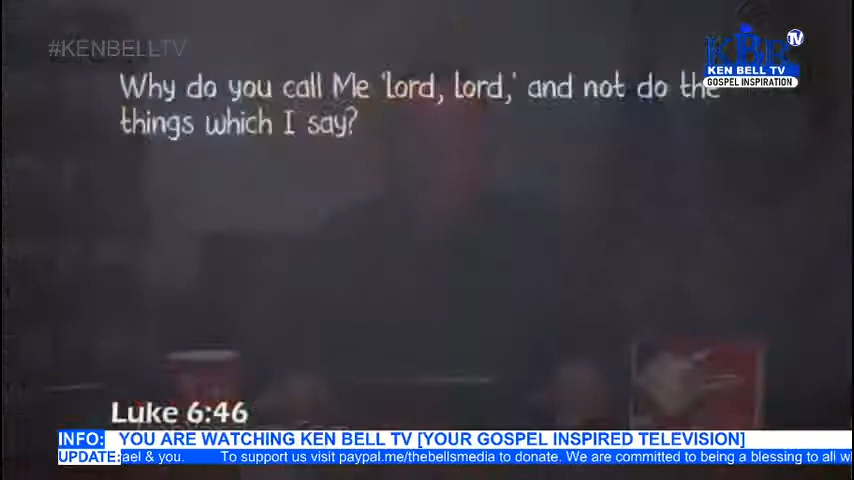 #KENBELLTV
KBR TV
KEN BELL TV
GOSPEL INSPIRATION
Why do you call Me 'lord, lord,' and not do the
things which I say?
Luke 6:46
INFO: YOU ARE WATCHING KEN BELL TV [YOUR GOSPEL INSPIRED TELEVISION]
UPDATE: ael & you. To support us visit paypal.me/thebellsmedia to donate. We are committed to being a blessing to all wi